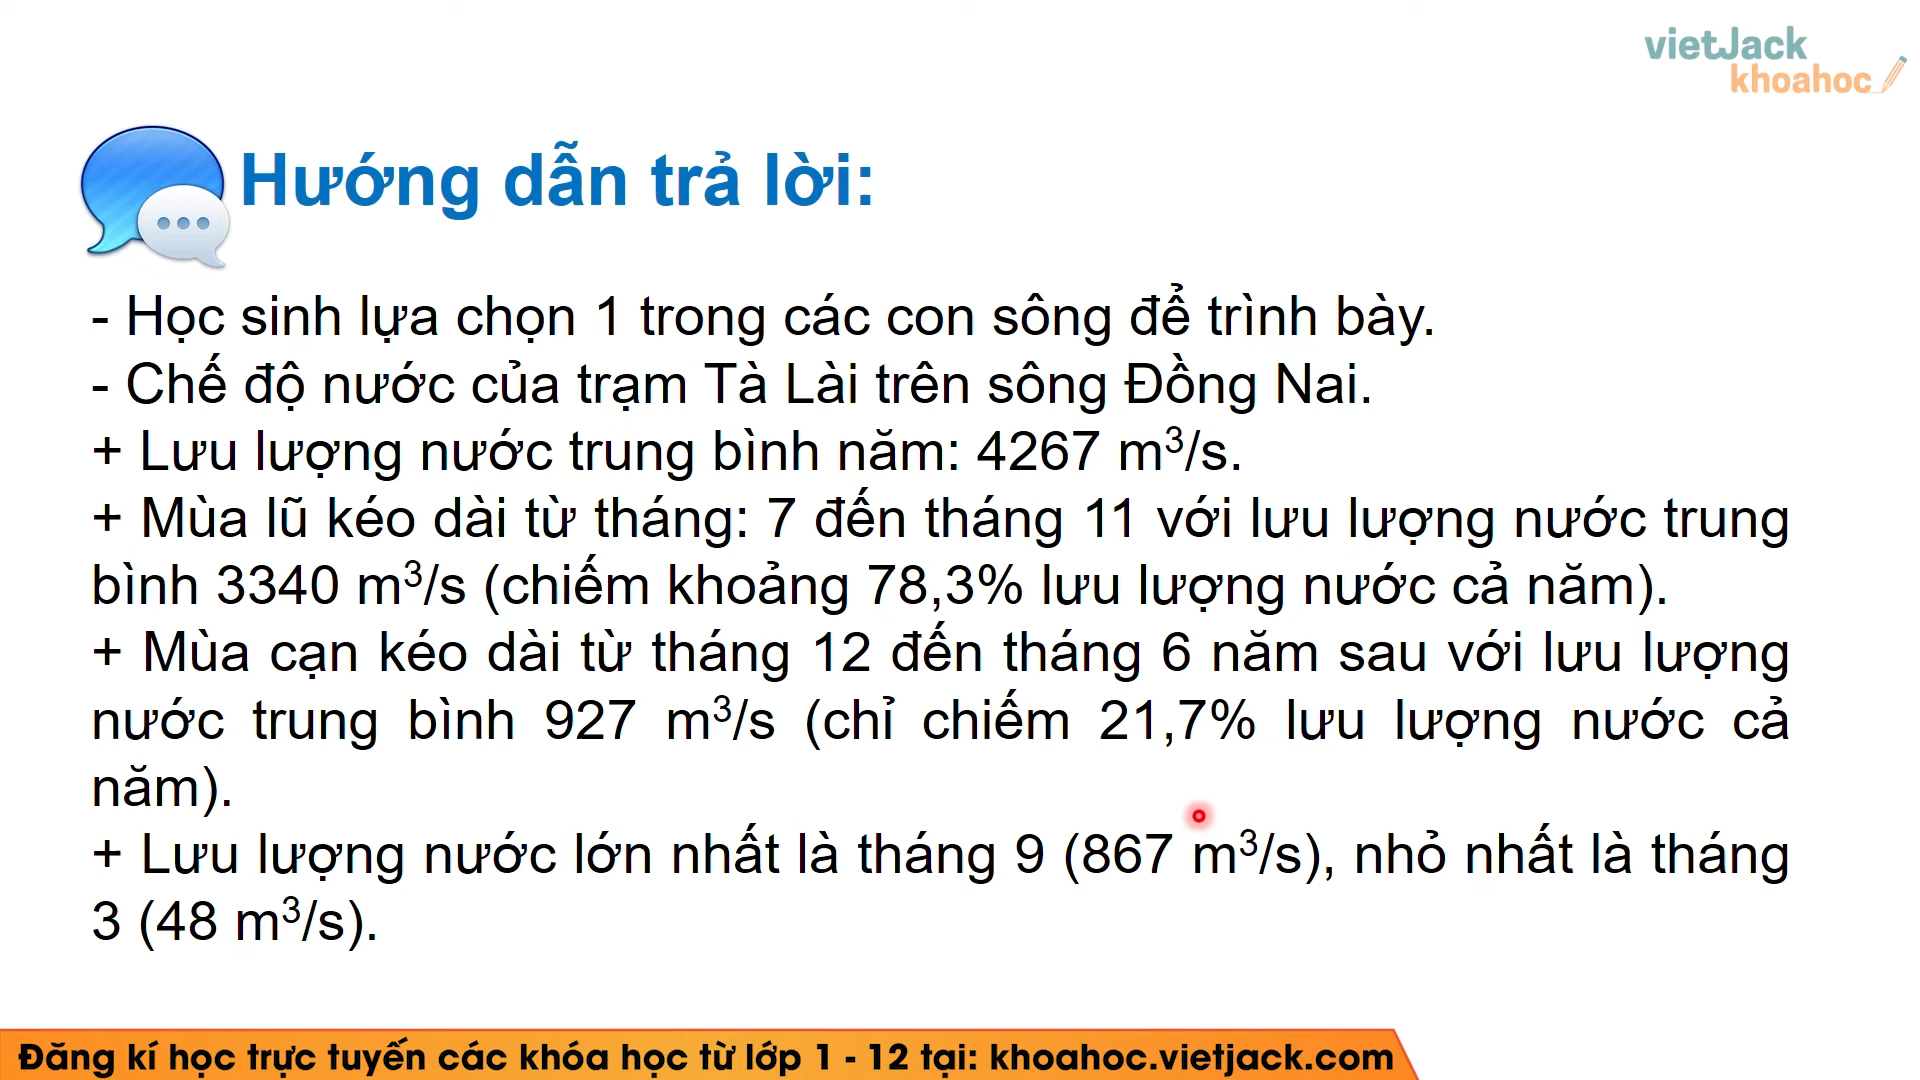 vietJack
khoahoc
Hướng dẫn trả lời:
- Học sinh lựa chọn 1 trong các con sông để trình bày.
- Chế độ nước của trạm Tà Lài trên sông Đồng Nai.
+ Lưu lượng nước trung bình năm: 4267 m³/s.
+ Mùa lũ kéo dài từ tháng: 7 đến tháng 11 với lưu lượng nước trung
bình 3340 m³/s (chiếm khoảng 78,3% lưu lượng nước cả năm).
+ Mùa cạn kéo dài từ tháng 12 đến tháng 6 năm sau với lưu lượng
nước trung bình 927 m³/s (chỉ chiếm 21,7% lưu lượng nước cả
năm).
+ Lưu lượng nước lớn nhất là tháng 9 (867 m³/s), nhỏ nhất là tháng
3 (48 m³/s).
Đăng kí học trực tuyến các khóa học từ lớp 1 - 12 tại: khoahoc.vietjack.com